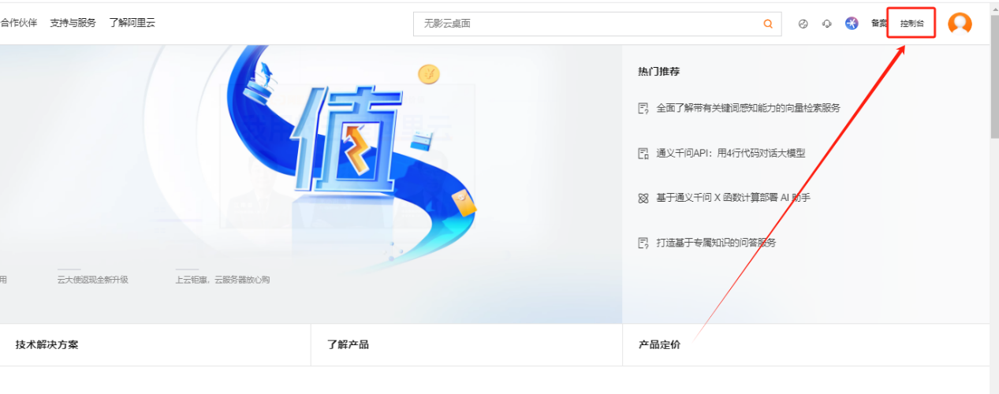 合作伙伴 支持与服务 了解阿里云 无影云桌面 备案 控制台
值
热门推荐
全面了解带有关键词感知能力的向量检索服务
通义千问API：用4行代码对话大模型
基于通义千问 X 函数计算部署 AI 助手
打造基于专属知识的问答服务
用 云大使返现全新升级 上云钜惠，云服务器放心购
技术解决方案 了解产品 产品定价